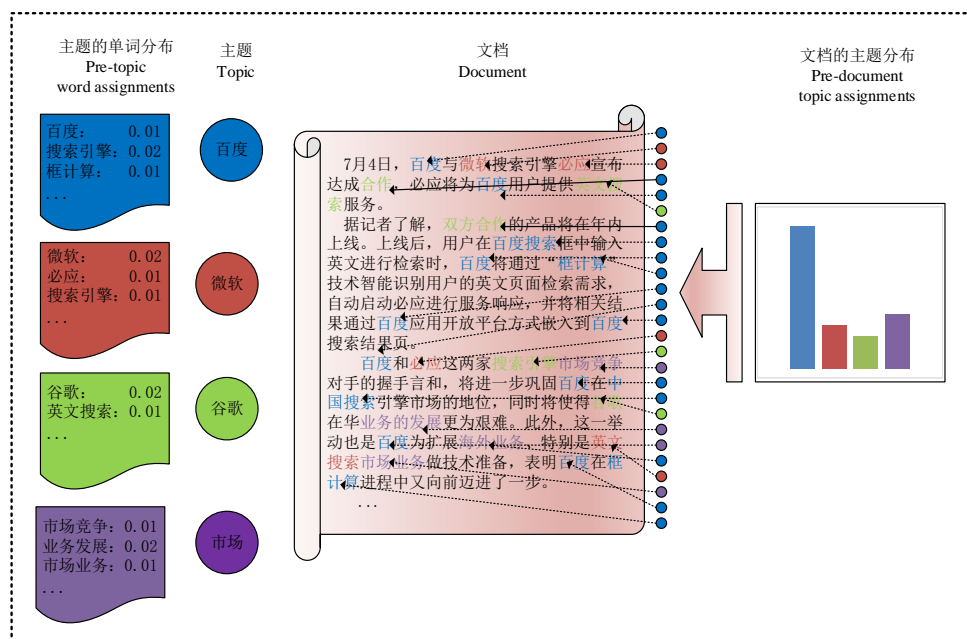 主题的单词分布
Pre-topic
word assignments
主题
Topic
文档
Document
文档的主题分布
Pre-document
topic assignments
百度： 0.01
搜索引擎：0.02
框计算： 0.01
...
百度
微软： 0.02
必应： 0.01
搜索引擎：0.01
...
微软
谷歌： 0.02
英文搜索：0.01
...
谷歌
市场竞争：0.01
业务发展：0.02
市场业务：0.01
...
市场
7月4日，百度与微软搜索引擎必应宣布
达成合作，必应将为百度用户提供英文搜
索服务。
据记者了解，双方合作的产品将在年内
上线。上线后，用户在百度搜索框中输入
英文进行检索时，百度将通过“框计算”
技术智能识别用户的英文页面检索需求，
自动启动必应进行服务响应，并将相关结
果通过百度应用开放平台方式嵌入到百度
搜索结果页。
百度和必应这两家搜索引擎市场竞争
对手的握手言和，将进一步巩固百度在中
国搜索引擎市场的地位，同时将使得谷歌
在华业务的发展更为艰难。此外，这一举
动也是百度为扩展海外业务，特别是英文
搜索市场业务做技术准备，表明百度在框
计算进程中又向前迈进了一步。
...